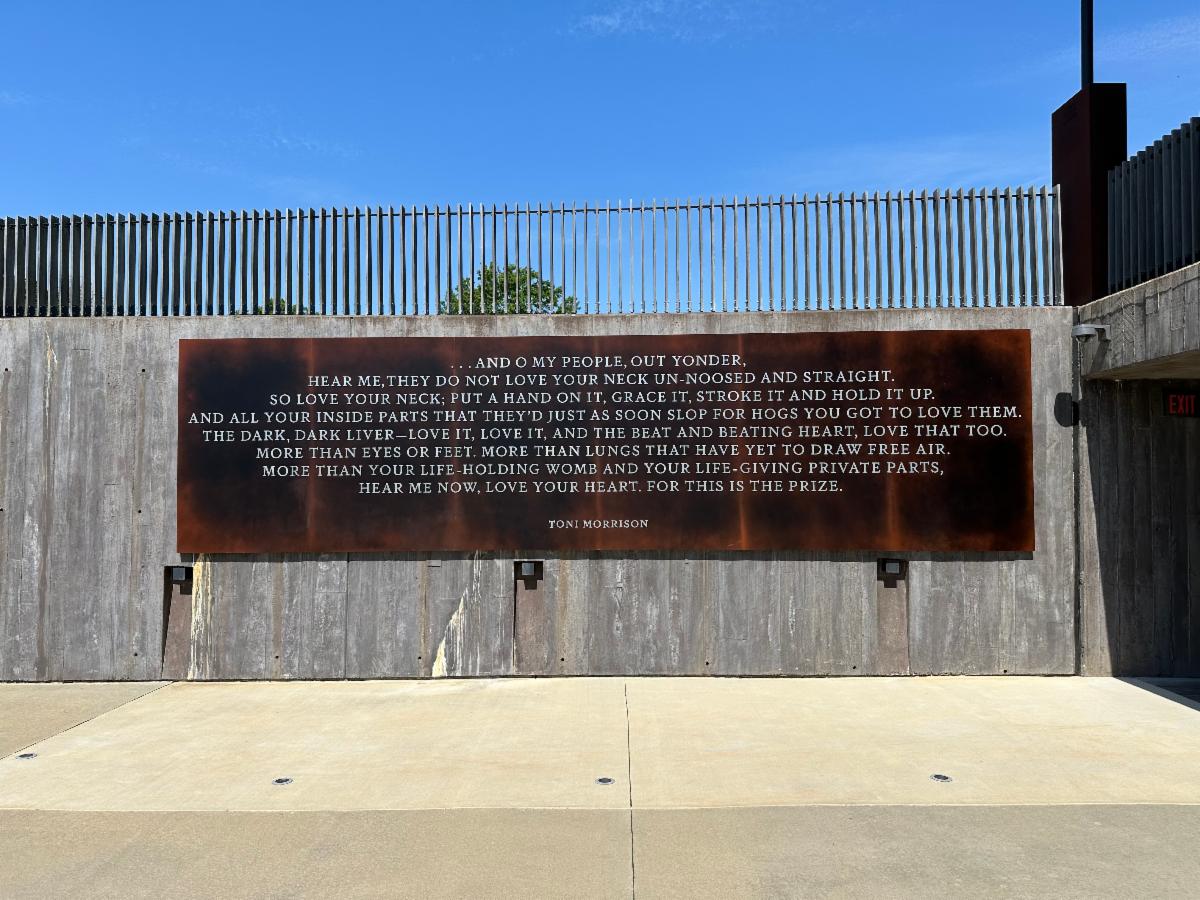 ...AND O MY PEOPLE, OUT YONDER,
HEAR ME, THEY DO NOT LOVE YOUR NECK UN-NOOSED AND STRAIGHT.
SO LOVE YOUR NECK; PUT A HAND ON IT, GRACE IT, STROKE IT AND HOLD IT UP.
AND ALL YOUR INSIDE PARTS THAT THEY'D JUST AS SOON SLOP FOR HOGS YOU GOT TO LOVE THEM.
THE DARK, DARK LIVER—LOVE IT, LOVE IT, AND THE BEAT AND BEATING HEART, LOVE THAT TOO.
MORE THAN EYES OR FEET. MORE THAN LUNGS THAT HAVE YET TO DRAW FREE AIR.
MORE THAN YOUR LIFE-HOLDING WOMB AND YOUR LIFE-GIVING PRIVATE PARTS,
HEAR ME NOW, LOVE YOUR HEART. FOR THIS IS THE PRIZE.
TONI MORRISON
EXIT